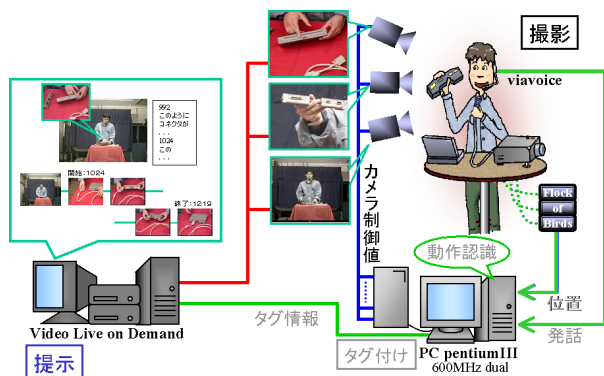 撮影
viavoice
992
このように
コネクタが
...
1024
この
...
開始:1024
終了:1219
カメラ制御値
Flock
of
Birds
動作認識
位置
発話
タグ情報
タグ付け
Video Live on Demand
提示
PC pentiumIII
600MHz dual